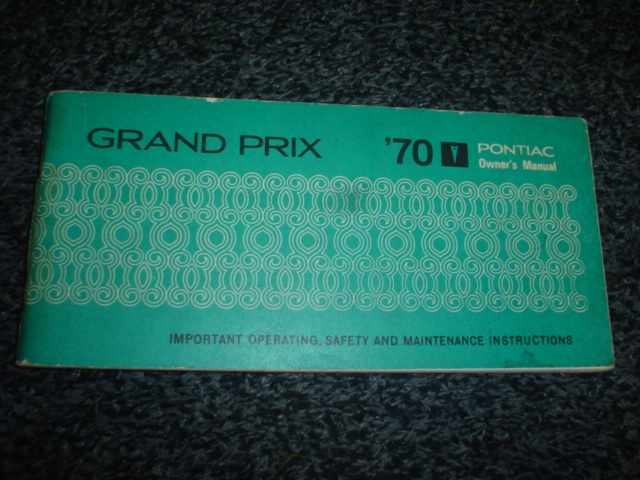 GRAND PRIX '70 PONTIAC
Owner's Manual
IMPORTANT OPERATING, SAFETY AND MAINTENANCE INSTRUCTIONS